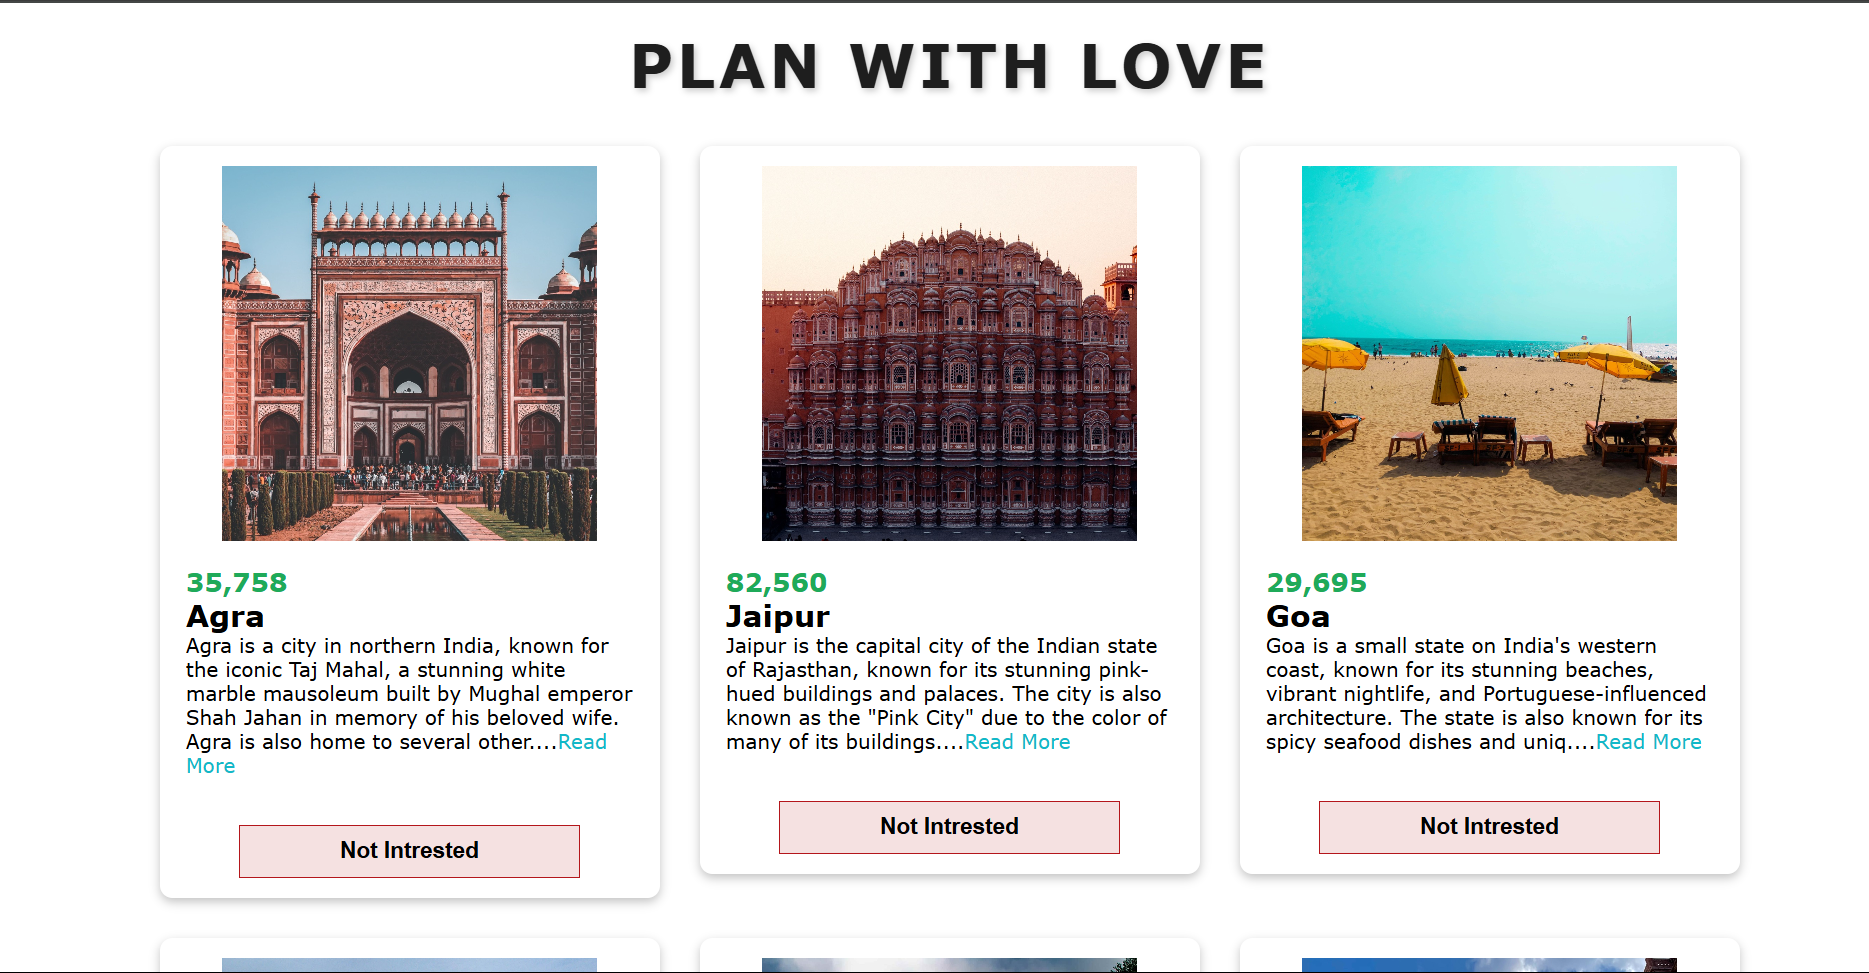 PLAN WITH LOVE
35,758
Agra
Agra is a city in northern India, known for
the iconic Taj Mahal, a stunning white
marble mausoleum built by Mughal emperor
Shah Jahan in memory of his beloved wife.
Agra is also home to several other....Read
More
Not Intrested
82,560
Jaipur
Jaipur is the capital city of the Indian state
of Rajasthan, known for its stunning pink-
hued buildings and palaces. The city is also
known as the "Pink City" due to the color of
many of its buildings....Read More
Not Intrested
29,695
Goa
Goa is a small state on India's western
coast, known for its stunning beaches,
vibrant nightlife, and Portuguese-influenced
architecture. The state is also known for its
spicy seafood dishes and uniq....Read More
Not Intrested